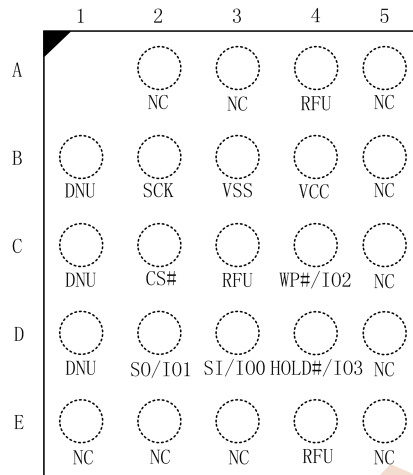 1 2 3 4 5
A
NC NC RFU NC
B
DNU SCK VSS VCC NC
C
DNU CS# RFU WP#/IO2 NC
D
DNU SO/IO1 SI/IO0 HOLD#/IO3 NC
E
NC NC NC RFU NC